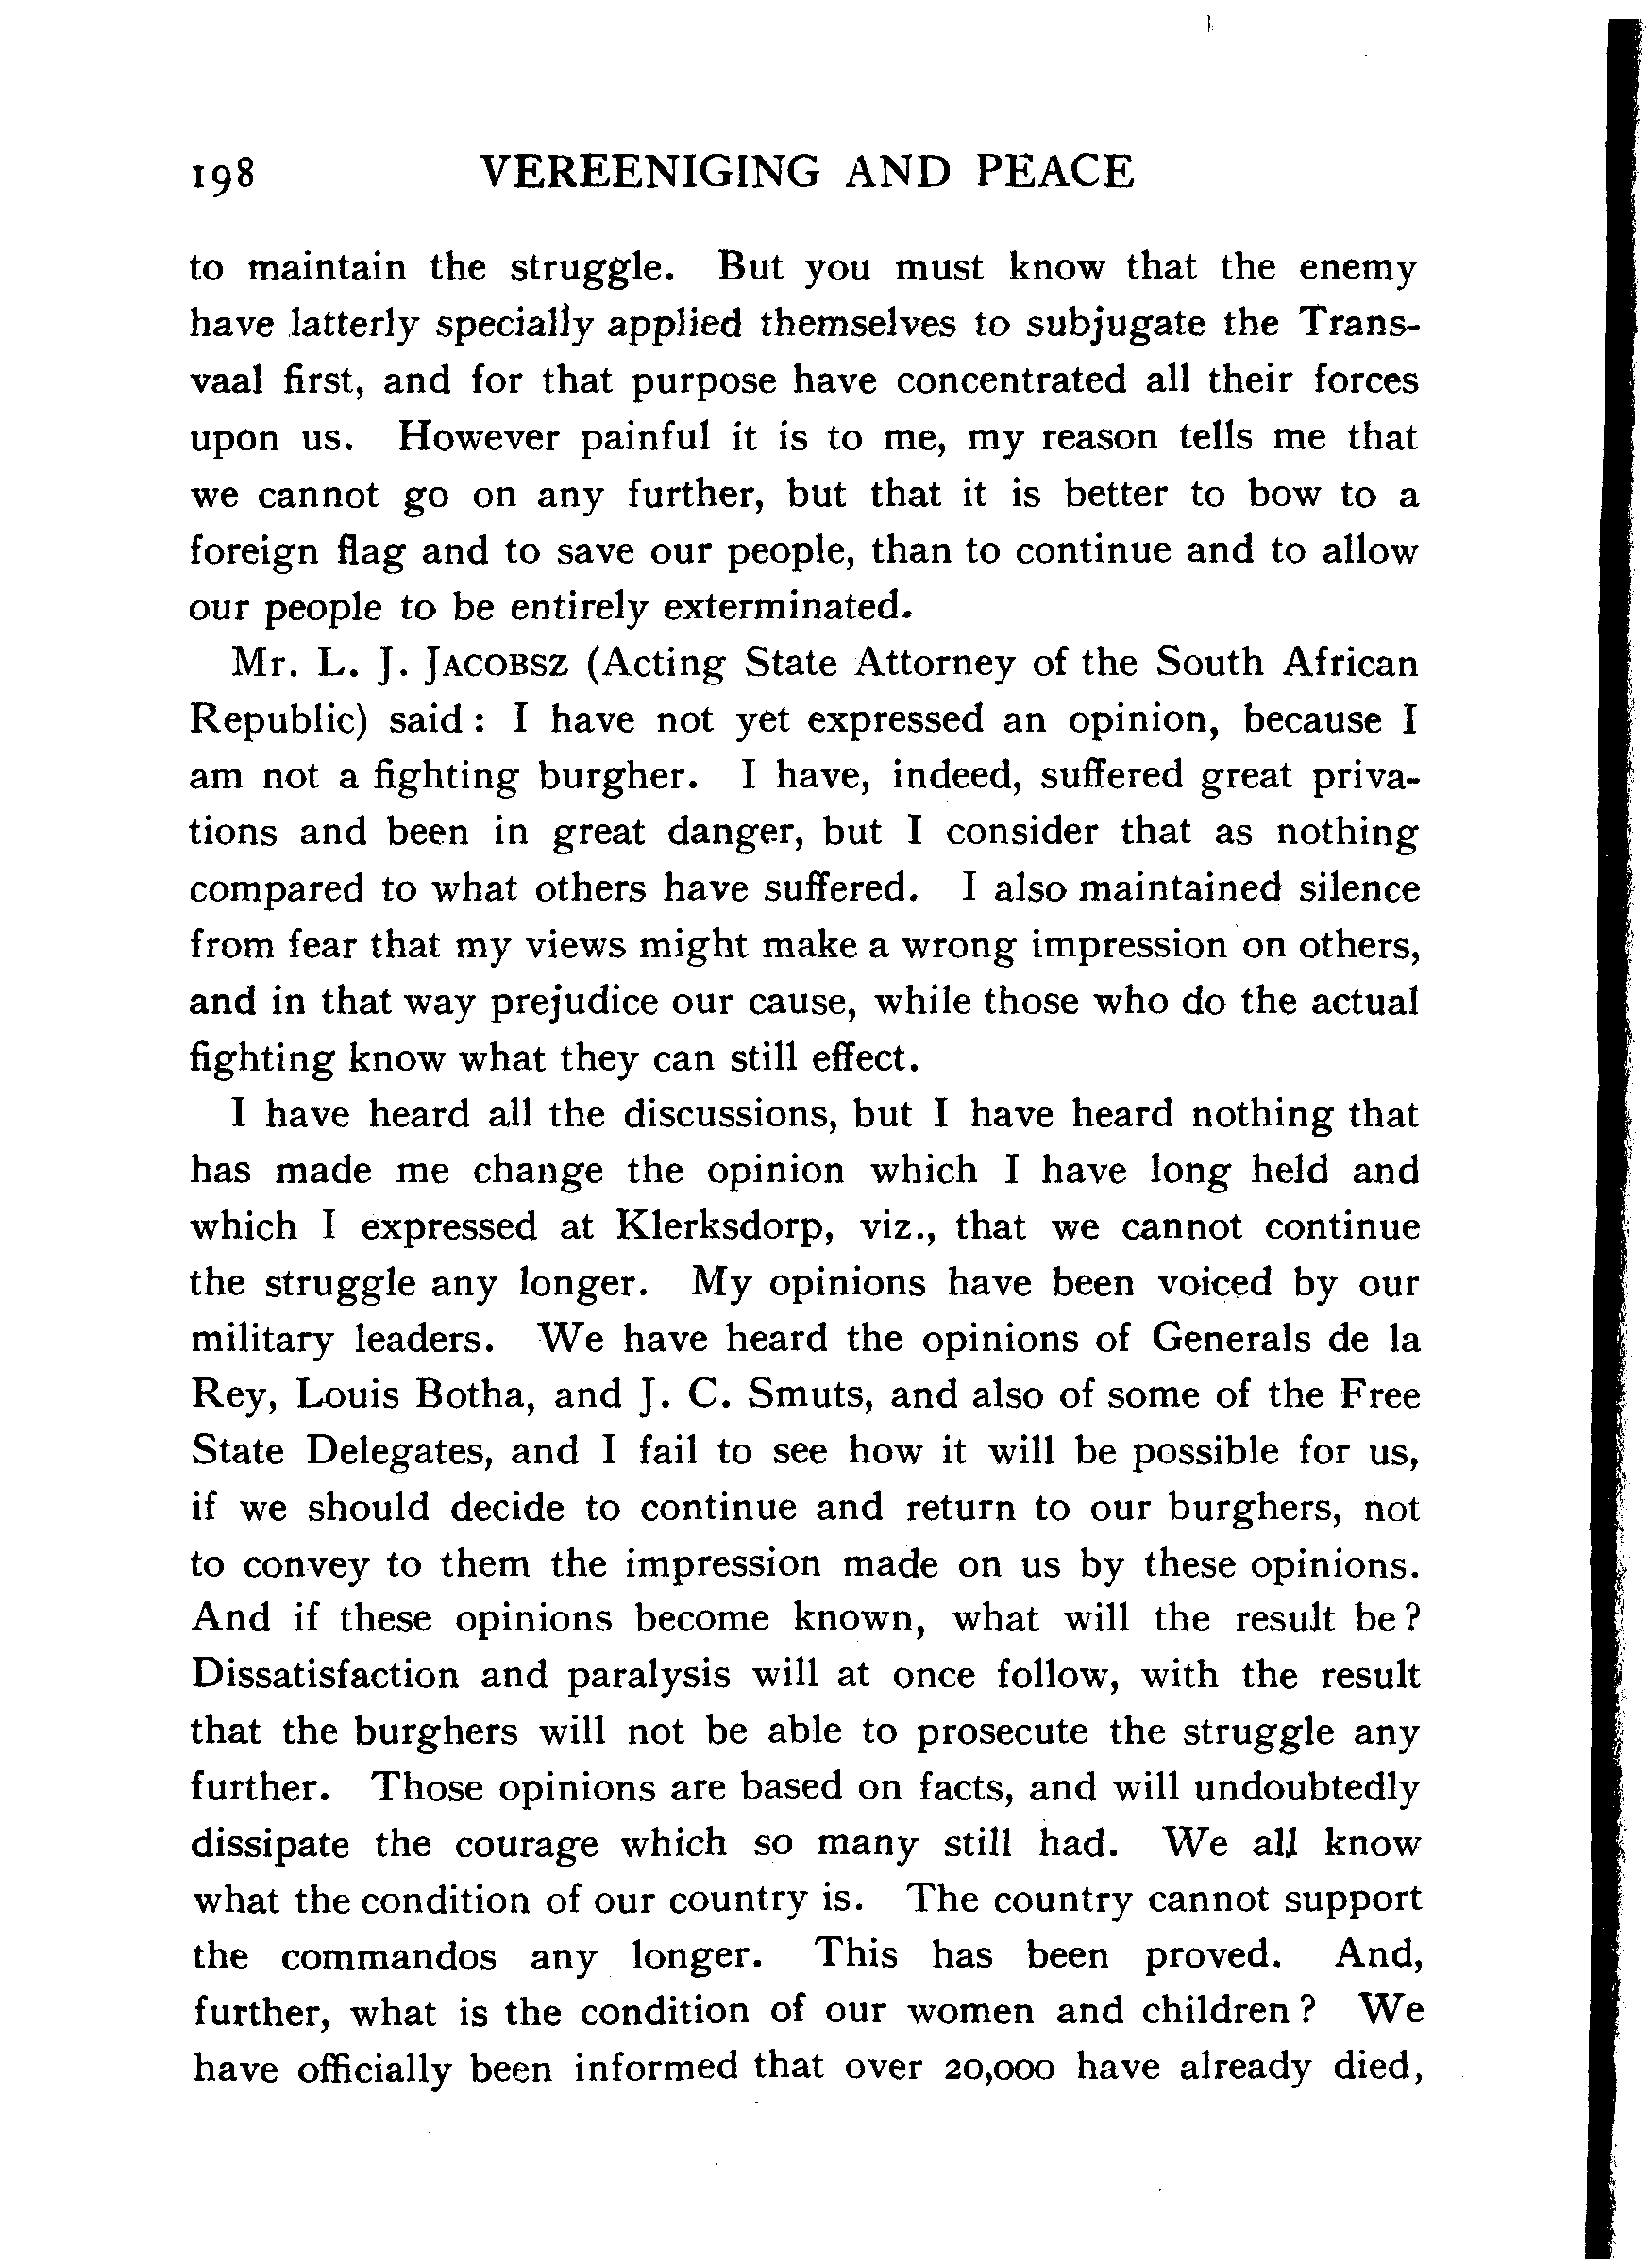 198 VEREENIGING AND PEACE
to maintain the struggle. But you must know that the enemy
have latterly specially applied themselves to subjugate the Trans-
vaal first, and for that purpose have concentrated all their forces
upon us. However painful it is to me, my reason tells me that
we cannot go on any further, but that it is better to bow to a
foreign flag and to save our people, than to continue and to allow
our people to be entirely exterminated.
Mr. L. J. JACOBSZ (Acting State Attorney of the South African
Republic) said: I have not yet expressed an opinion, because I
am not a fighting burgher. I have, indeed, suffered great priva-
tions and been in great danger, but I consider that as nothing
compared to what others have suffered. I also maintained silence
from fear that my views might make a wrong impression on others,
and in that way prejudice our cause, while those who do the actual
fighting know what they can still effect.
I have heard all the discussions, but I have heard nothing that
has made me change the opinion which I have long held and
which I expressed at Klerksdorp, viz., that we cannot continue
the struggle any longer. My opinions have been voiced by our
military leaders. We have heard the opinions of Generals de la
Rey, Louis Botha, and J. C. Smuts, and also of some of the Free
State Delegates, and I fail to see how it will be possible for us,
if we should decide to continue and return to our burghers, not
to convey to them the impression made on us by these opinions.
And if these opinions become known, what will the result be?
Dissatisfaction and paralysis will at once follow, with the result
that the burghers will not be able to prosecute the struggle any
further. Those opinions are based on facts, and will undoubtedly
dissipate the courage which so many still had. We all know
what the condition of our country is. The country cannot support
the commandos any longer. This has been proved. And,
further, what is the condition of our women and children? We
have officially been informed that over 20,000 have already died,